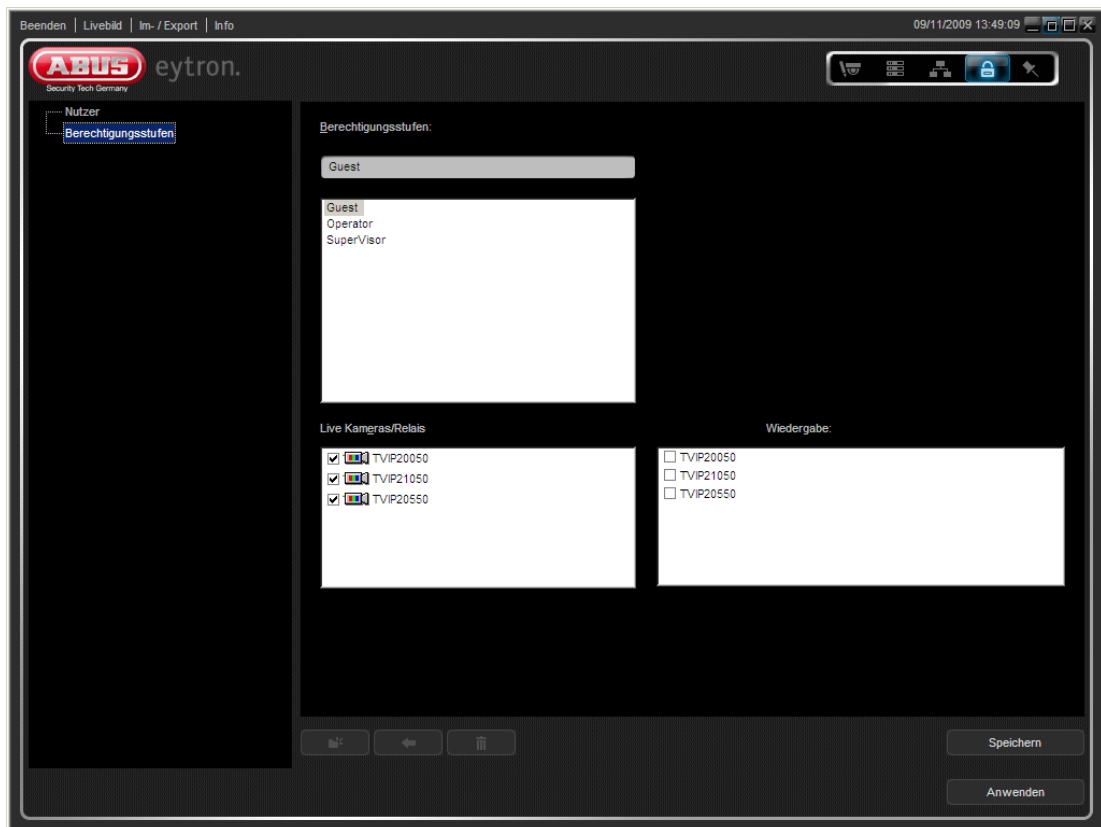 Beenden | Livebild | Im- / Export | Info
09/11/2009 13:49:09
ABUS eytron.
Security Tech Germany
Nutzer
Berechtigungsstufen
Berechtigungsstufen:
Guest
Guest
Operator
SuperVisor
Live Kameras/Relais
Wiedergabe:
TVIP20050
TVIP21050
TVIP20550
TVIP20050
TVIP21050
TVIP20550
Speichern
Anwenden